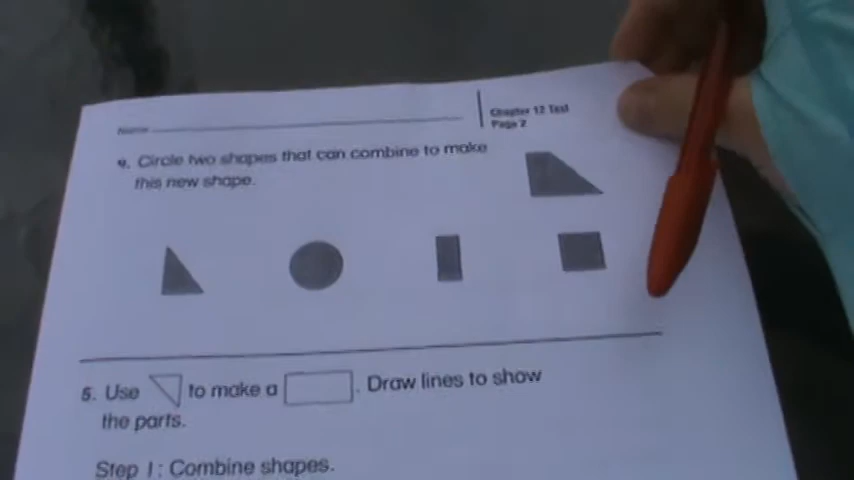 Name
Chapter 12 Test
Page 2
9. Circle two shapes that can combine to make
this new shape.
5. Use to make a . Draw lines to show
the parts.
Step 1: Combine shapes.